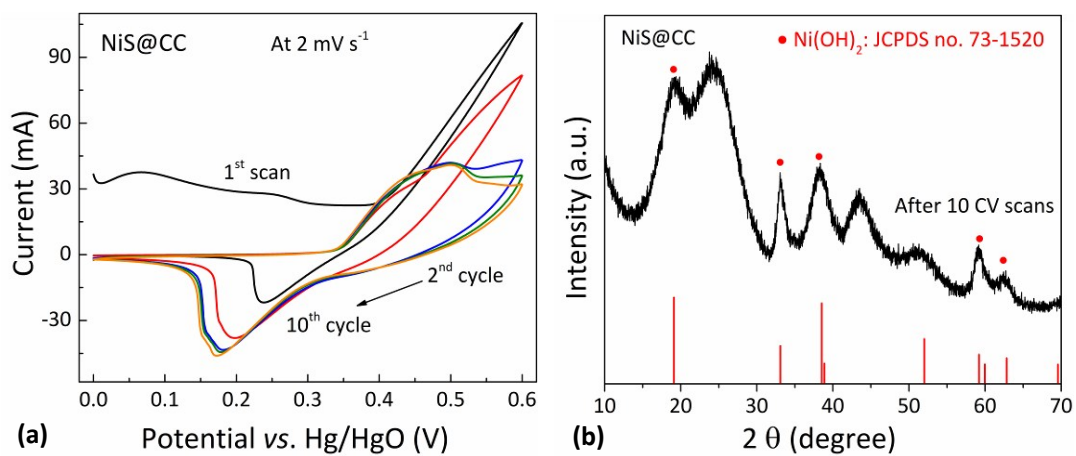 NiS@CC
At 2 mV s⁻¹
1ˢᵗ scan
2ⁿᵈ cycle
10ᵗʰ cycle
Current (mA)
90
60
30
0
-30
0.0 0.1 0.2 0.3 0.4 0.5 0.6
(a) Potential vs. Hg/HgO (V)
NiS@CC
Ni(OH)₂: JCPDS no. 73-1520
After 10 CV scans
Intensity (a.u.)
10 20 30 40 50 60 70
(b) 2 θ (degree)